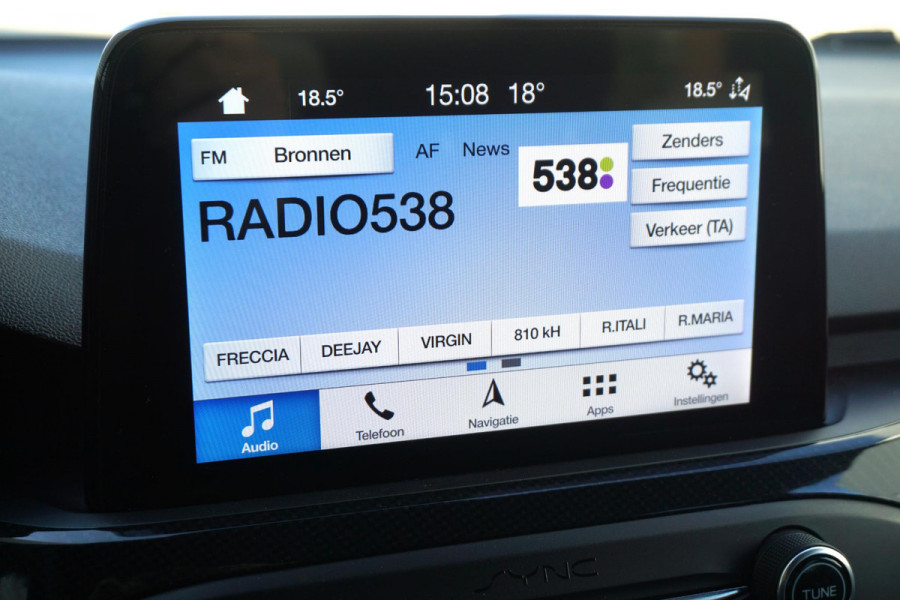 18.5° 15:08 18° 18.5°
FM Bronnen AF News
538
Zenders
Frequentie
Verkeer (TA)
RADIO538
FRECCIA DEEJAY VIRGIN 810 kH R.ITALI R.MARIA
Audio Telefoon Navigatie Apps Instellingen
SYNC
TUNE